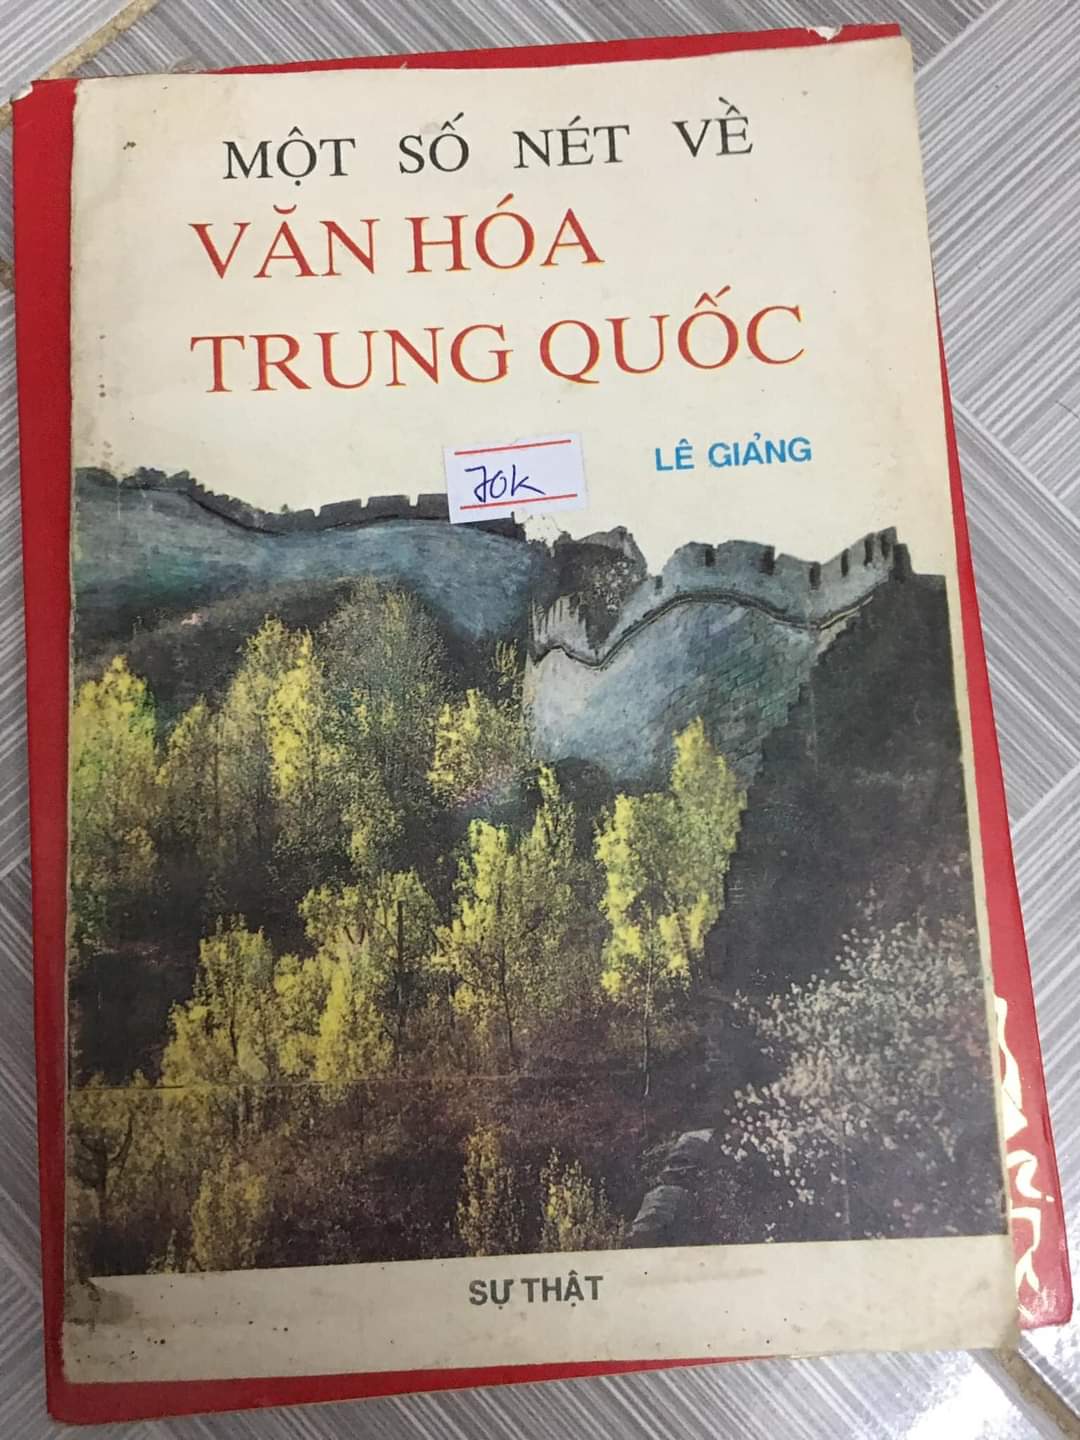 MỘT SỐ NÉT VỀ
VĂN HÓA
TRUNG QUỐC
LÊ GIẢNG
70k
SỰ THẬT